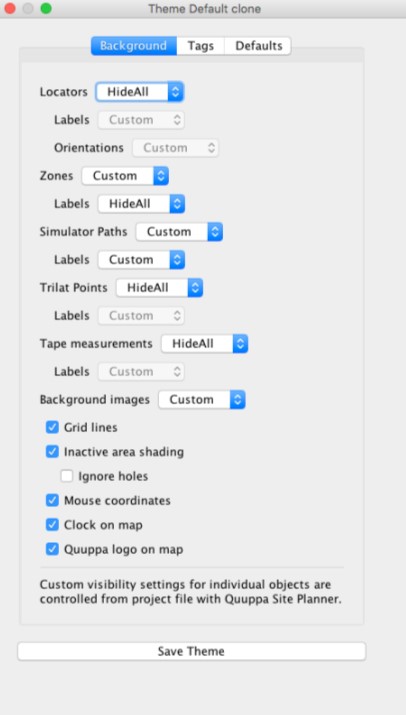 Theme Default clone
Background Tags Defaults
Locators HideAll
Labels Custom
Orientations Custom
Zones Custom
Labels HideAll
Simulator Paths Custom
Labels Custom
Trilat Points HideAll
Labels Custom
Tape measurements HideAll
Labels Custom
Background images Custom
Grid lines
Inactive area shading
Ignore holes
Mouse coordinates
Clock on map
Quuppa logo on map
Custom visibility settings for individual objects are
controlled from project file with Quuppa Site Planner.
Save Theme